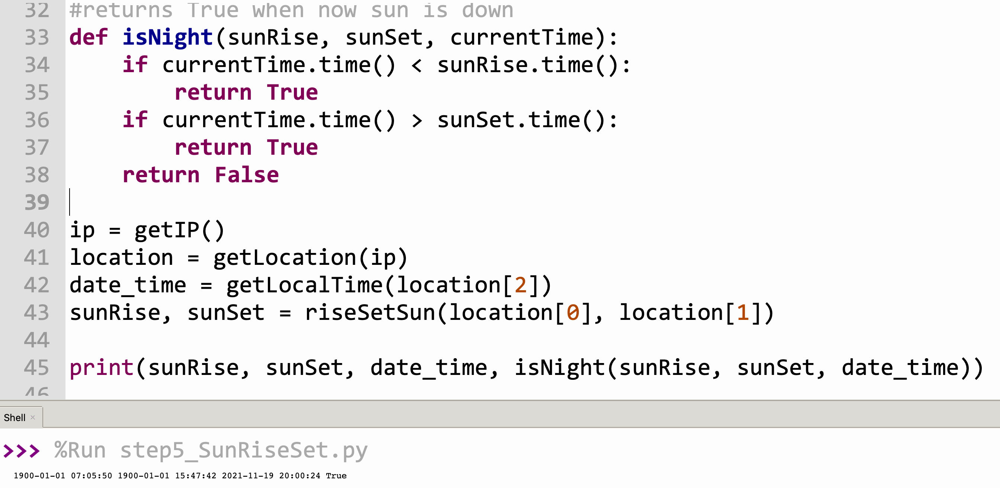 32 #returns True when now sun is down
33 def isNight(sunRise, sunSet, currentTime):
34     if currentTime.time() < sunRise.time():
35         return True
36     if currentTime.time() > sunSet.time():
37         return True
38     return False
39
40 ip = getIP()
41 location = getLocation(ip)
42 date_time = getLocalTime(location[2])
43 sunRise, sunSet = riseSetSun(location[0], location[1])
44
45 print(sunRise, sunSet, date_time, isNight(sunRise, sunSet, date_time))
46
Shell ×
>>> %Run step5_SunRiseSet.py
1900-01-01 07:05:50 1900-01-01 15:47:42 2021-11-19 20:00:24 True